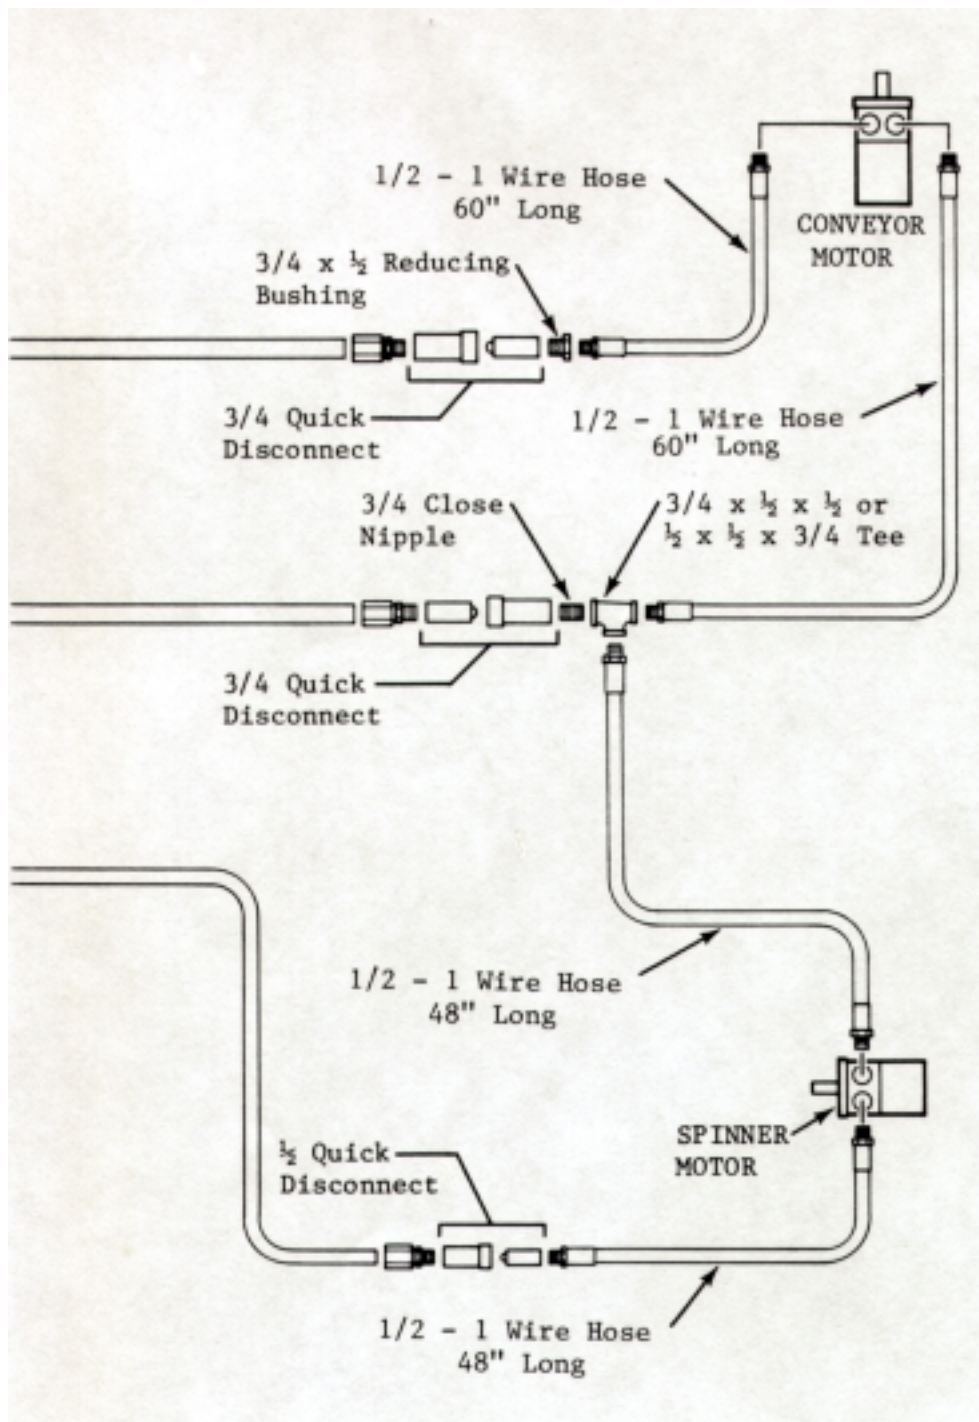 1/2 - 1 Wire Hose
60" Long
CONVEYOR
MOTOR
3/4 x ½ Reducing
Bushing
3/4 Quick
Disconnect
1/2 - 1 Wire Hose
60" Long
3/4 Close
Nipple
3/4 x ½ x ½ or
½ x ½ x 3/4 Tee
3/4 Quick
Disconnect
1/2 - 1 Wire Hose
48" Long
SPINNER
MOTOR
½ Quick
Disconnect
1/2 - 1 Wire Hose
48" Long